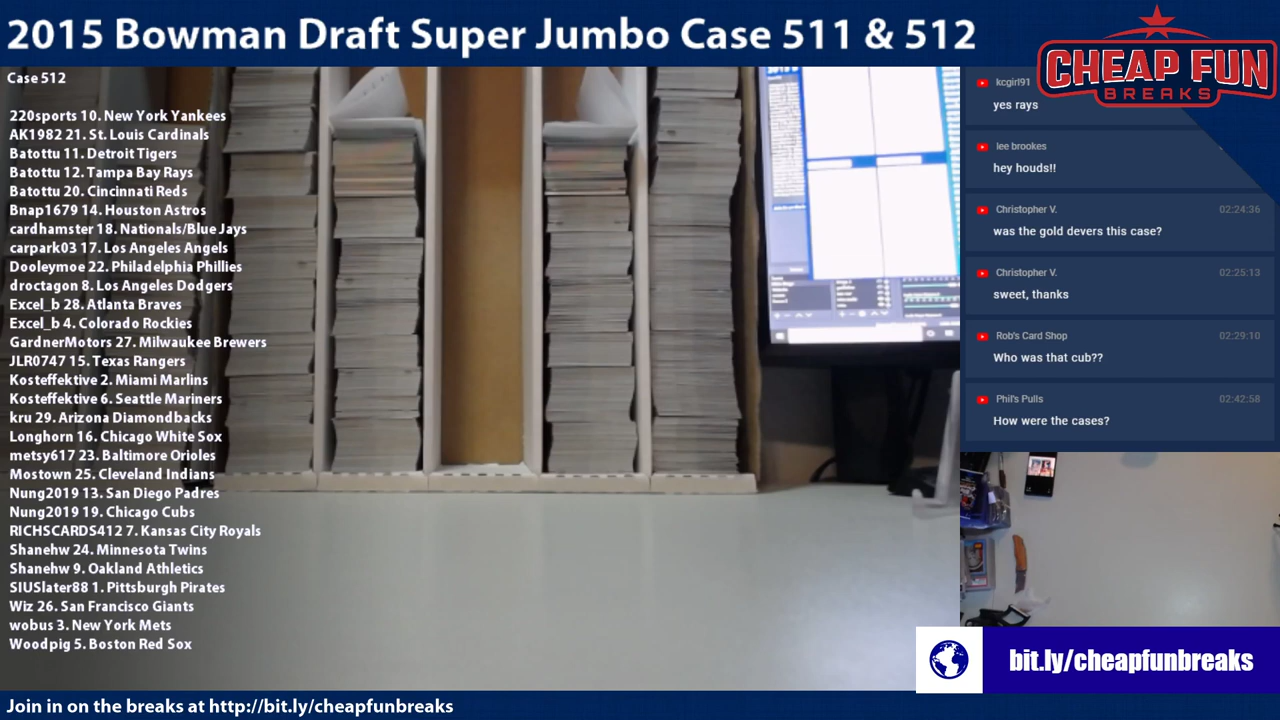 2015 Bowman Draft Super Jumbo Case 511 & 512
CHEAP FUN
BREAKS
Case 512
220sports 10. New York Yankees
AK1982 21. St. Louis Cardinals
Batottu 11. Detroit Tigers
Batottu 12. Tampa Bay Rays
Batottu 20. Cincinnati Reds
Bnap1679 14. Houston Astros
cardhamster 18. Nationals/Blue Jays
carpark03 17. Los Angeles Angels
Dooleymoe 22. Philadelphia Phillies
droctagon 8. Los Angeles Dodgers
Excel_b 28. Atlanta Braves
Excel_b 4. Colorado Rockies
GardnerMotors 27. Milwaukee Brewers
JLR0747 15. Texas Rangers
Kosteffektive 2. Miami Marlins
Kosteffektive 6. Seattle Mariners
kru 29. Arizona Diamondbacks
Longhorn 16. Chicago White Sox
metsy617 23. Baltimore Orioles
Mostown 25. Cleveland Indians
Nung2019 13. San Diego Padres
Nung2019 19. Chicago Cubs
RICHSCARDS412 7. Kansas City Royals
Shanehw 24. Minnesota Twins
Shanehw 9. Oakland Athletics
SIUSlater88 1. Pittsburgh Pirates
Wiz 26. San Francisco Giants
wobus 3. New York Mets
Woodpig 5. Boston Red Sox
kcgirl91
yes rays
lee brookes
hey houds!!
Christopher V. 02:24:36
was the gold devers this case?
Christopher V. 02:25:13
sweet, thanks
Rob's Card Shop 02:29:10
Who was that cub??
Phil's Pulls 02:42:58
How were the cases?
bit.ly/cheapfunbreaks
Join in on the breaks at http://bit.ly/cheapfunbreaks